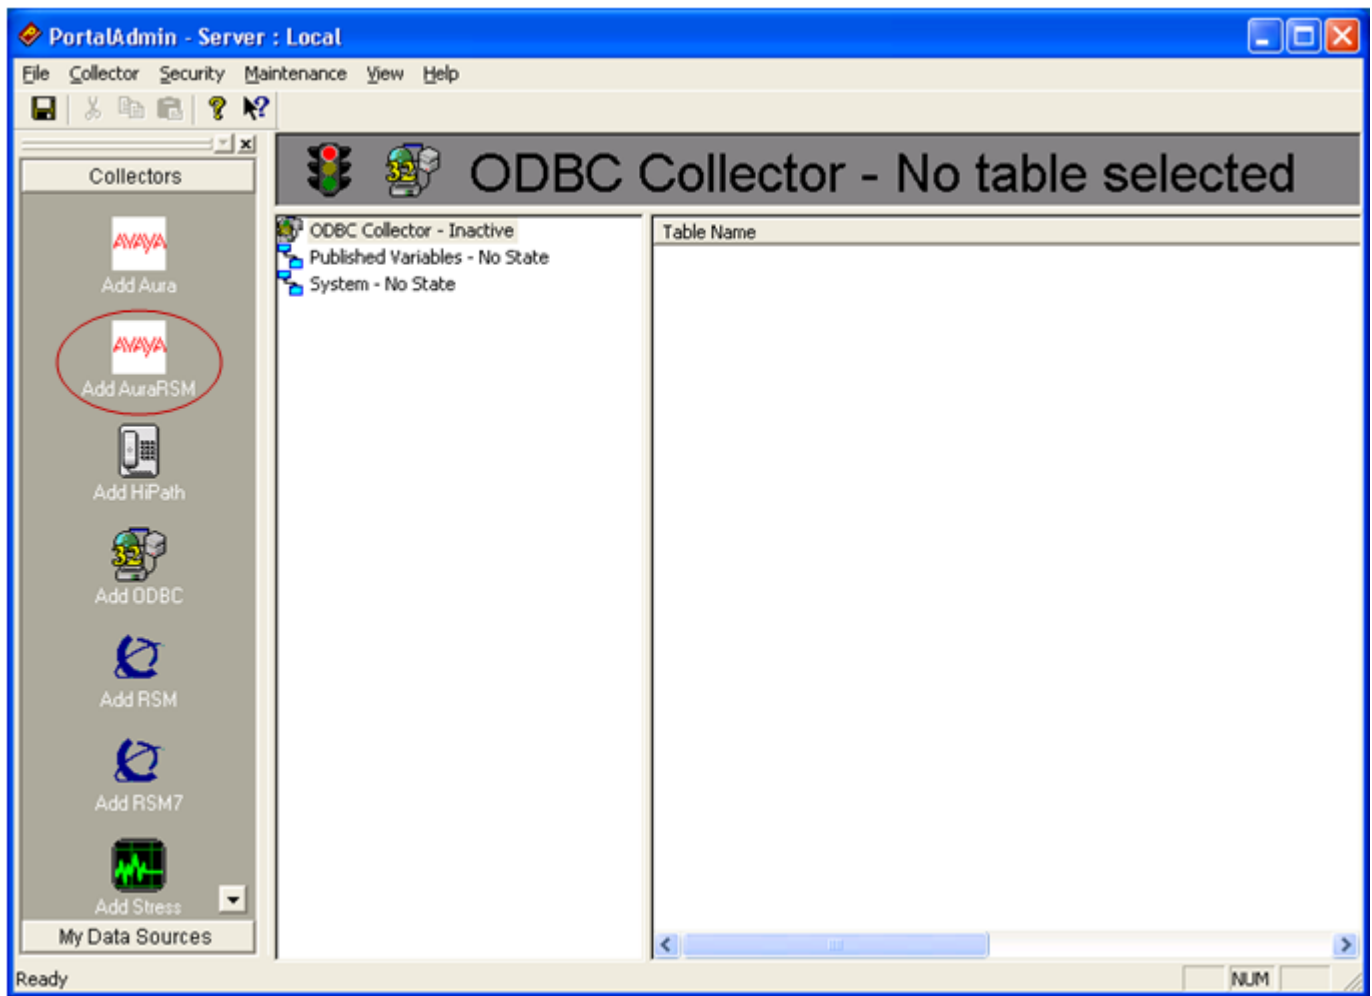 PortalAdmin - Server : Local
File Collector Security Maintenance View Help
Collectors
ODBC Collector - No table selected
AVAYA
Add Aura
AVAYA
Add AuraRSM
Add HiPath
32
Add ODBC
Add RSM
Add RSM7
Add Stress
My Data Sources
ODBC Collector - Inactive
Published Variables - No State
System - No State
Table Name
Ready
NUM